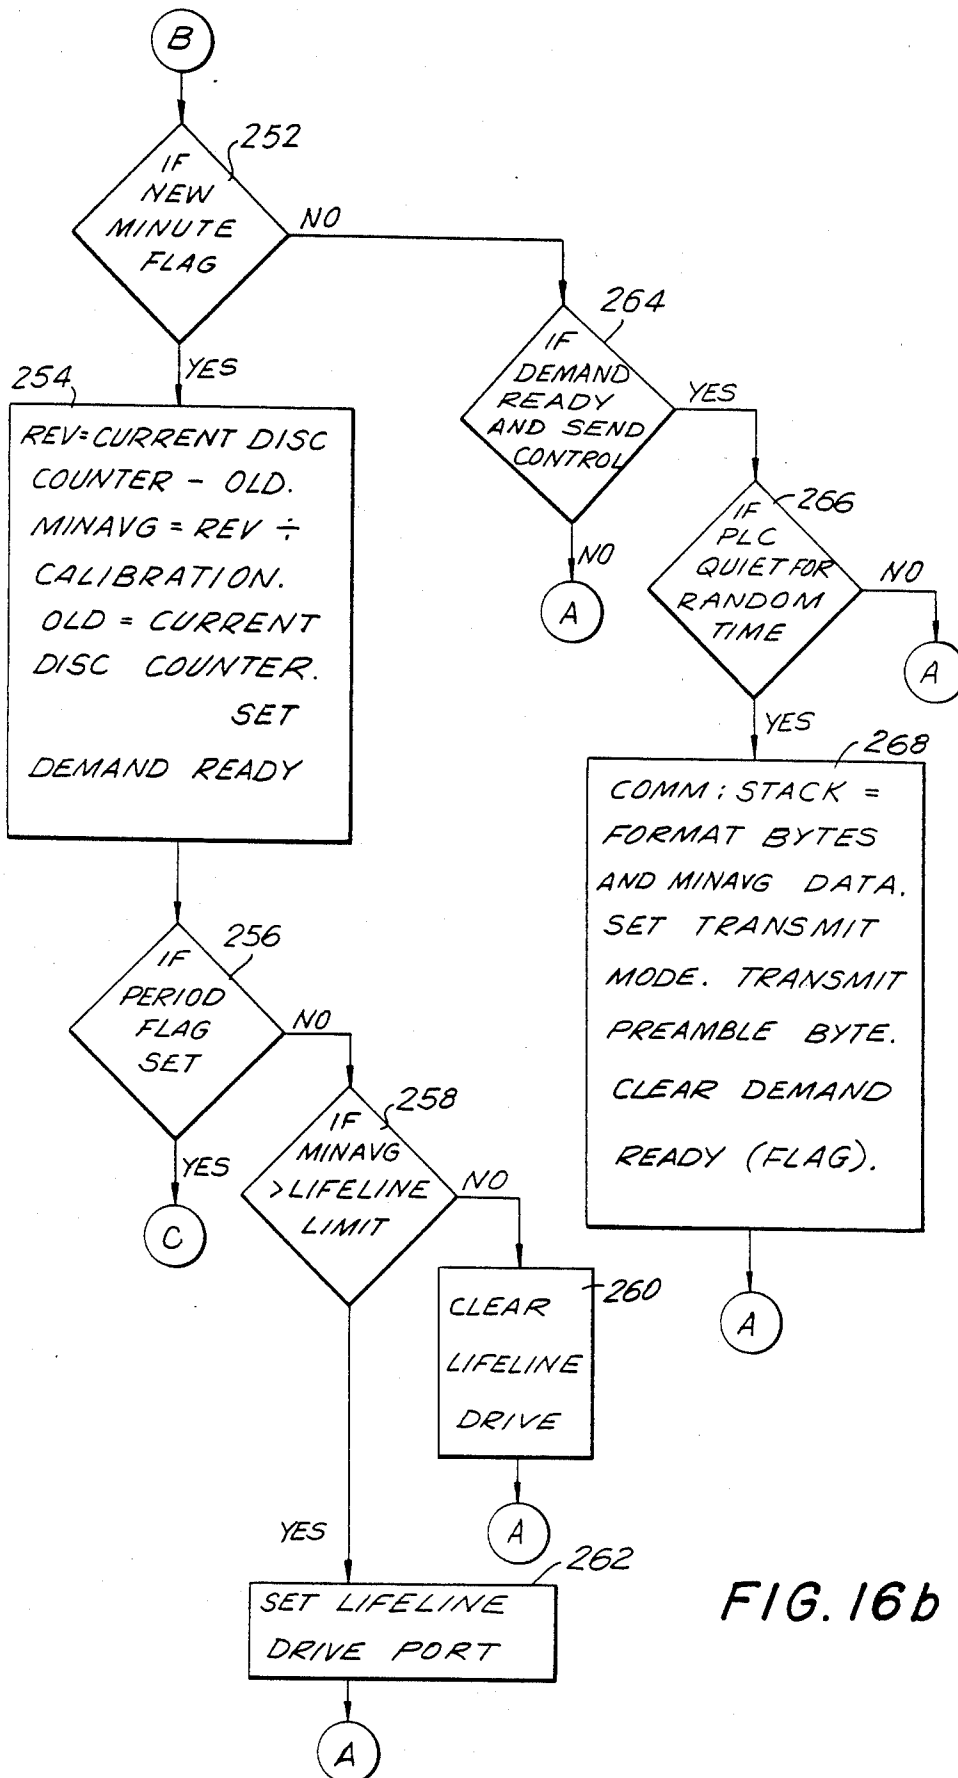 B
252
IF
NEW
MINUTE
FLAG
NO
YES
264
IF
DEMAND
READY
AND SEND
CONTROL
YES
NO
A
254
REV=CURRENT DISC
COUNTER - OLD.
MINAVG = REV ÷
CALIBRATION.
OLD = CURRENT
DISC COUNTER.
SET
DEMAND READY
266
IF
PLC
QUIET FOR
RANDOM
TIME
NO
A
YES
268
COMM: STACK =
FORMAT BYTES
AND MINAVG DATA.
SET TRANSMIT
MODE. TRANSMIT
PREAMBLE BYTE.
CLEAR DEMAND
READY (FLAG).
A
256
IF
PERIOD
FLAG
SET
NO
YES
C
258
IF
MINAVG
>LIFELINE
LIMIT
NO
260
CLEAR
LIFELINE
DRIVE
A
YES
262
SET LIFELINE
DRIVE PORT
A
FIG. 16b